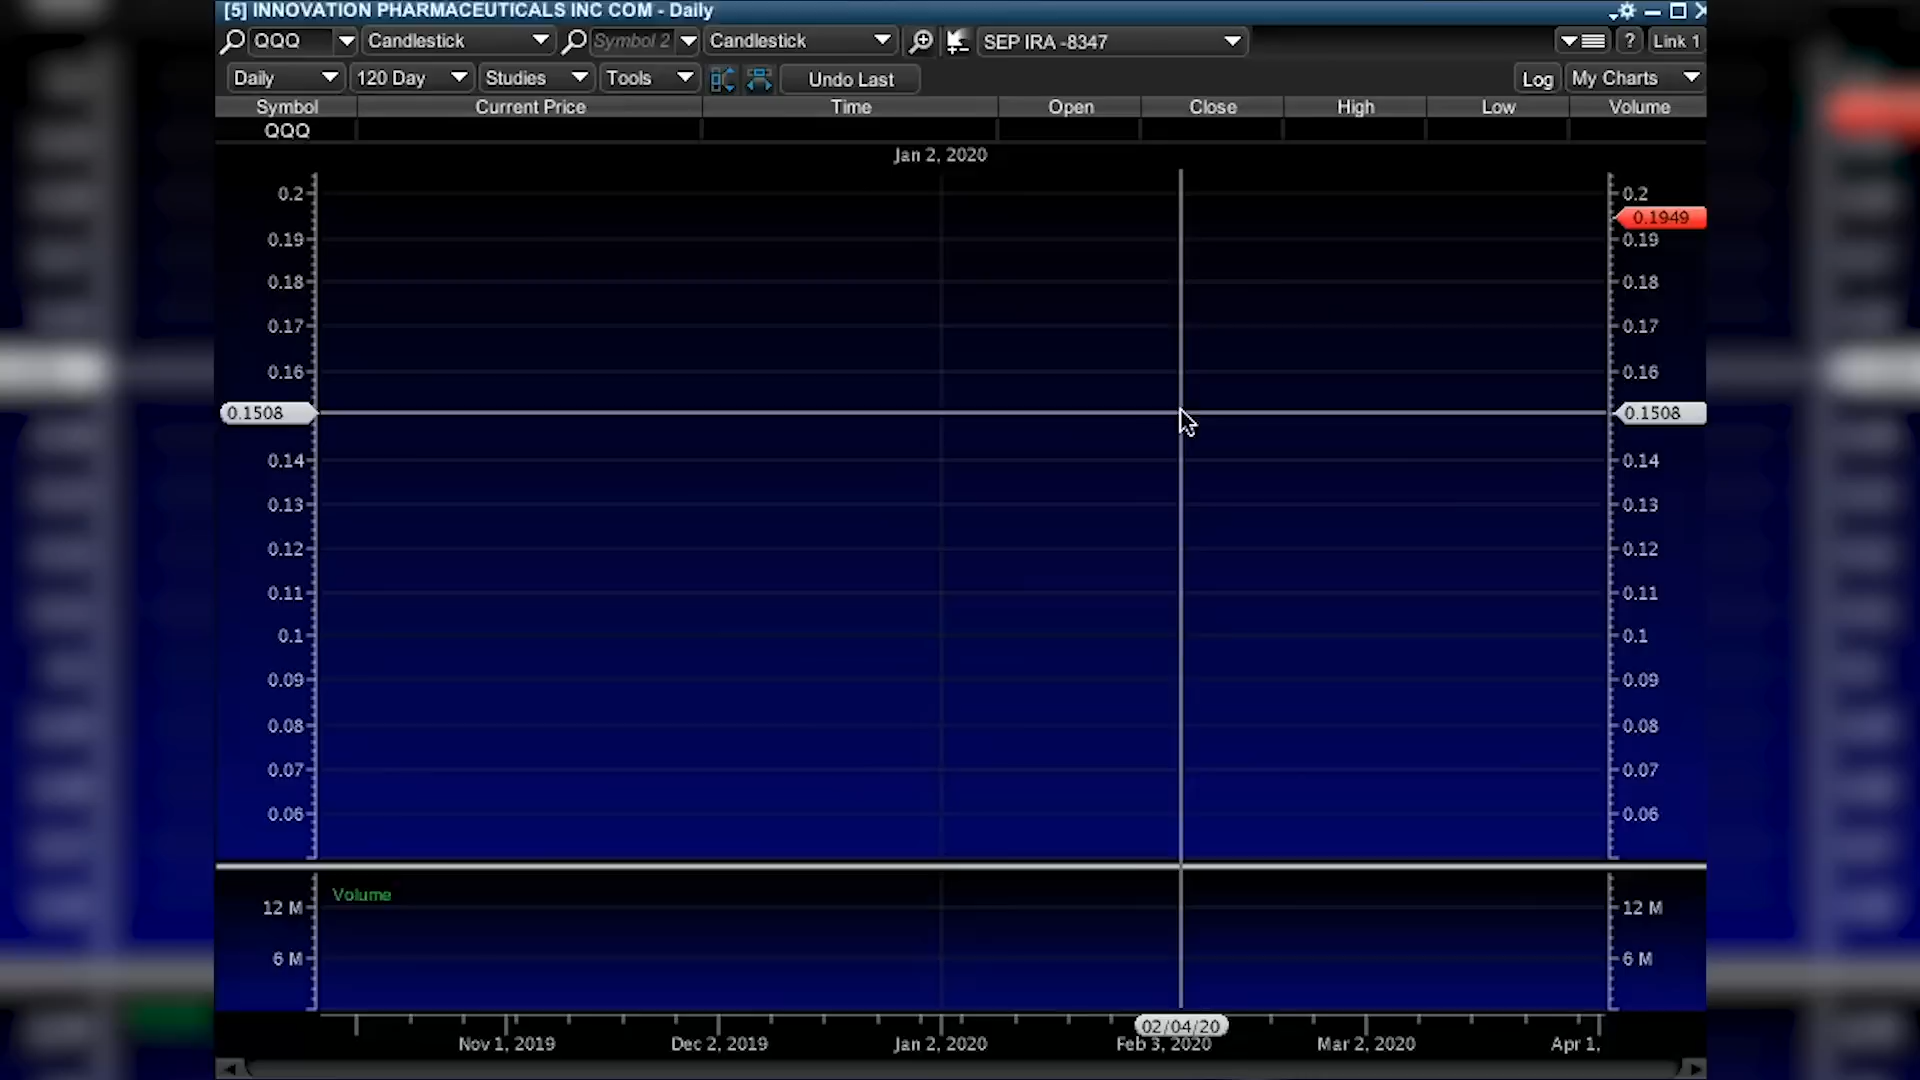 [5] INNOVATION PHARMACEUTICALS INC COM - Daily
QQQ Candlestick Symbol 2 Candlestick SEP IRA -8347 ? Link 1
Daily 120 Day Studies Tools Undo Last Log My Charts
Symbol Current Price Time Open Close High Low Volume
QQQ
Jan 2, 2020
0.2 0.2
0.1949
0.19 0.19
0.18 0.18
0.17 0.17
0.16 0.16
0.1508 0.1508
0.14 0.14
0.13 0.13
0.12 0.12
0.11 0.11
0.1 0.1
0.09 0.09
0.08 0.08
0.07 0.07
0.06 0.06
Volume
12 M 12 M
6 M 6 M
02/04/20
Nov 1, 2019 Dec 2, 2019 Jan 2, 2020 Feb 3, 2020 Mar 2, 2020 Apr 1,